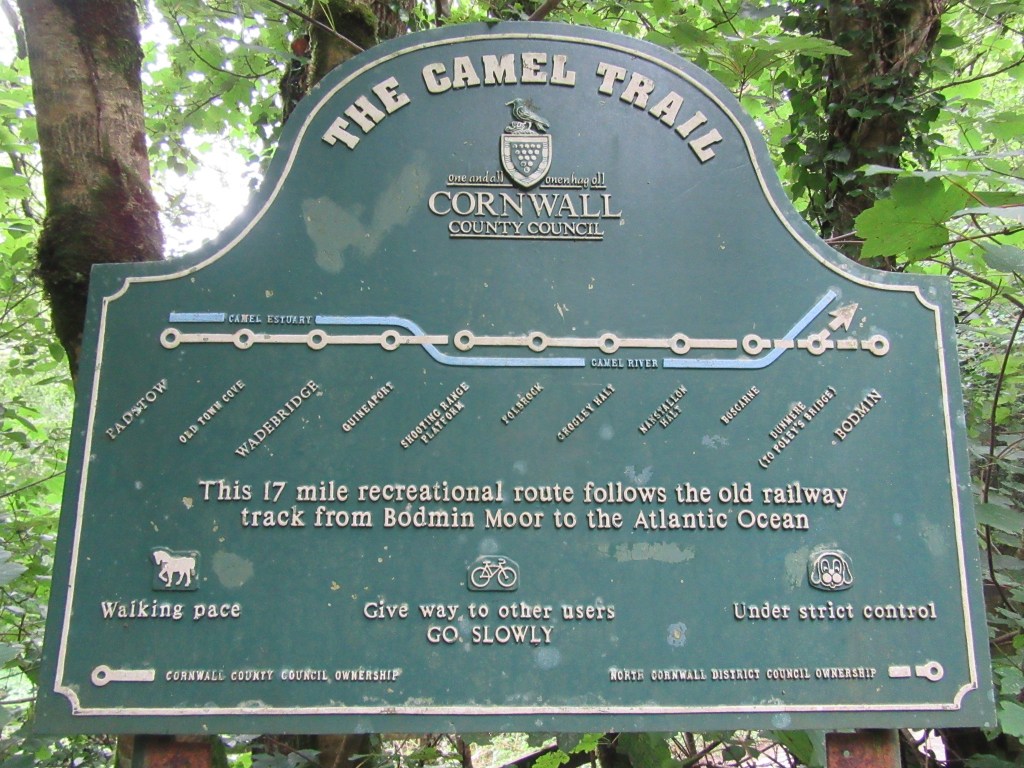 THE CAMEL TRAIL
one and all onen hag oll
CORNWALL
COUNTY COUNCIL
CAMEL ESTUARY
CAMEL RIVER
PADSTOW
OLD TOWN COVE
WADEBRIDGE
GUINEAPORT
SHOOTING RANGE
PLATFORM
POLBROCK
GROGLEY HALT
NANSTALLON
HALT
BOSCARNE
DUNMERE
(TO POLEY'S BRIDGE)
BODMIN
This 17 mile recreational route follows the old railway
track from Bodmin Moor to the Atlantic Ocean
Walking pace
Give way to other users
GO SLOWLY
Under strict control
CORNWALL COUNTY COUNCIL OWNERSHIP
NORTH CORNWALL DISTRICT COUNCIL OWNERSHIP